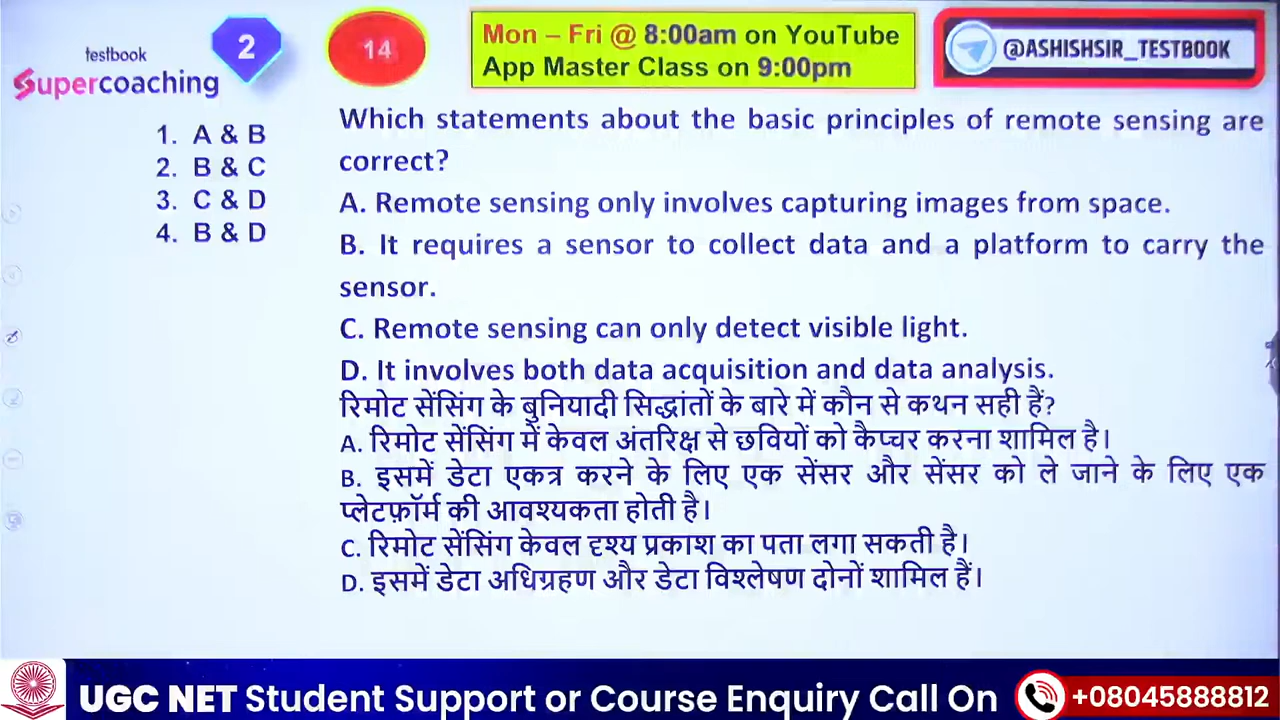 testbook
Supercoaching
2
14
Mon – Fri @ 8:00am on YouTube
App Master Class on 9:00pm
@ASHISHSIR_TESTBOOK
1. A & B
2. B & C
3. C & D
4. B & D
Which statements about the basic principles of remote sensing are
correct?
A. Remote sensing only involves capturing images from space.
B. It requires a sensor to collect data and a platform to carry the
sensor.
C. Remote sensing can only detect visible light.
D. It involves both data acquisition and data analysis.
रिमोट सेंसिंग के बुनियादी सिद्धांतों के बारे में कौन से कथन सही हैं?
A. रिमोट सेंसिंग में केवल अंतरिक्ष से छवियों को कैप्चर करना शामिल है।
B. इसमें डेटा एकत्र करने के लिए एक सेंसर और सेंसर को ले जाने के लिए एक
प्लेटफ़ॉर्म की आवश्यकता होती है।
C. रिमोट सेंसिंग केवल दृश्य प्रकाश का पता लगा सकती है।
D. इसमें डेटा अधिग्रहण और डेटा विश्लेषण दोनों शामिल हैं।
UGC NET Student Support or Course Enquiry Call On
+08045888812